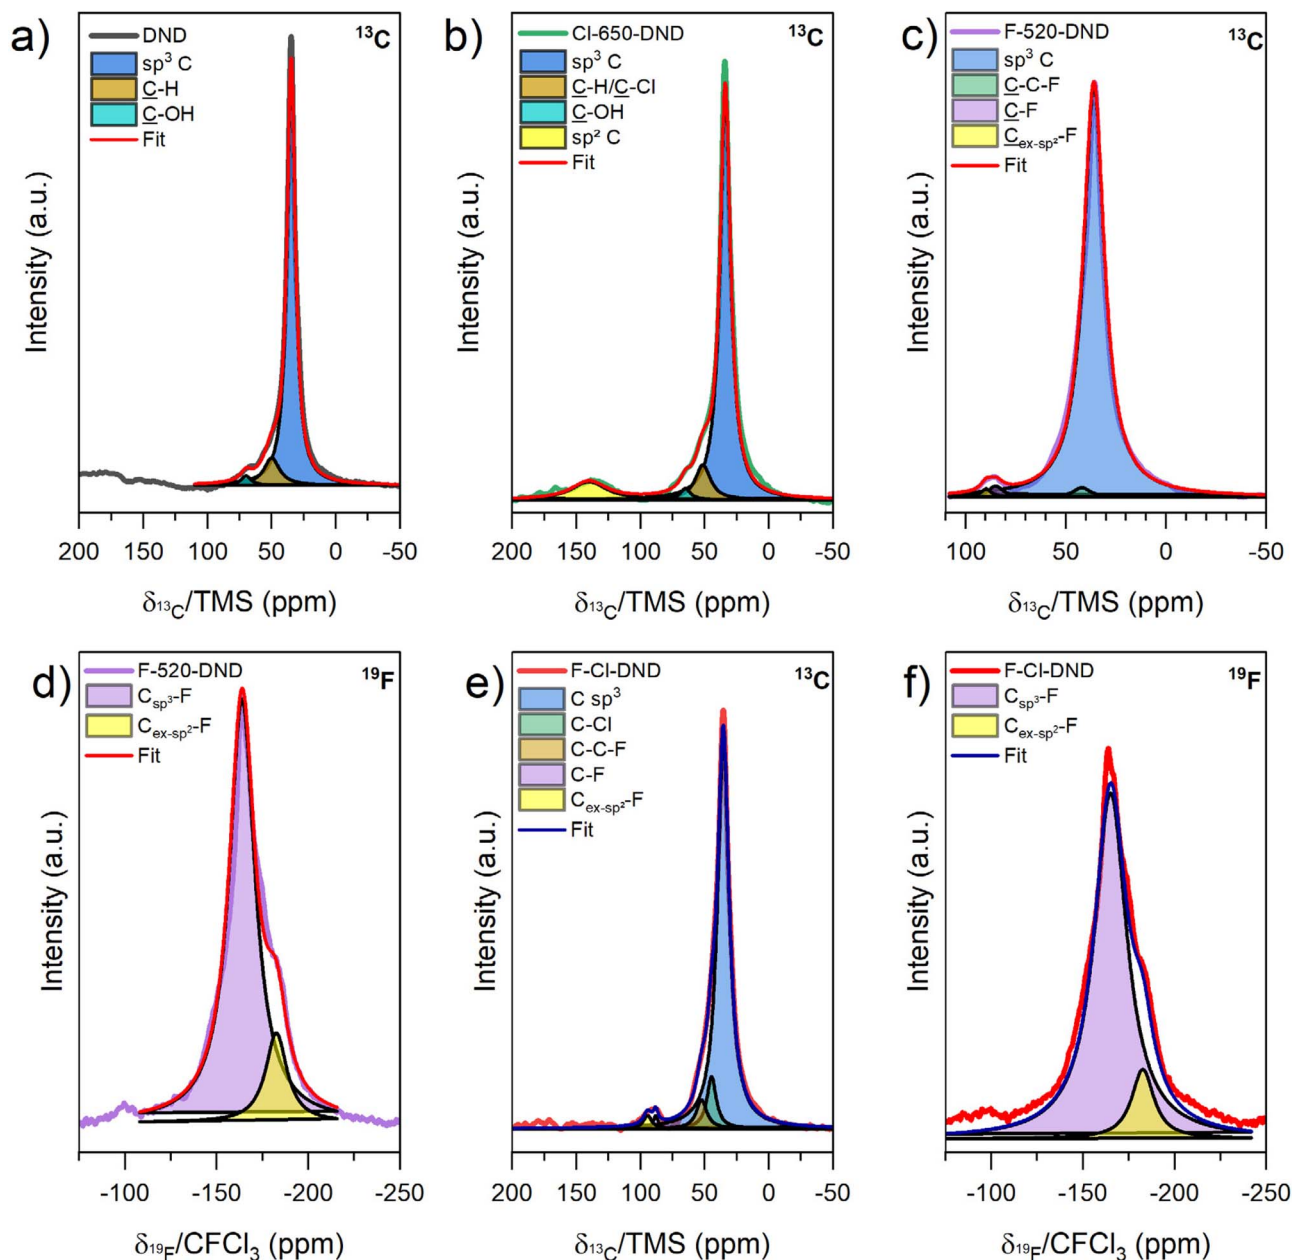 a)
DND
¹³C
sp³ C
C-H
C-OH
Fit
Intensity (a.u.)
200 150 100 50 0 -50
δ¹³C/TMS (ppm)
b)
Cl-650-DND
¹³C
sp³ C
C-H/C-Cl
C-OH
sp² C
Fit
Intensity (a.u.)
200 150 100 50 0 -50
δ¹³C/TMS (ppm)
c)
F-520-DND
¹³C
sp³ C
C-C-F
C-F
Cex-sp²-F
Fit
Intensity (a.u.)
100 50 0 -50
δ¹³C/TMS (ppm)
d)
F-520-DND
¹⁹F
Csp³-F
Cex-sp²-F
Fit
Intensity (a.u.)
-100 -150 -200 -250
δ¹⁹F/CFCl₃ (ppm)
e)
F-Cl-DND
¹³C
C sp³
C-Cl
C-C-F
C-F
Cex-sp²-F
Fit
Intensity (a.u.)
200 150 100 50 0 -50
δ¹³C/TMS (ppm)
f)
F-Cl-DND
¹⁹F
Csp³-F
Cex-sp²-F
Fit
Intensity (a.u.)
-100 -150 -200 -250
δ¹⁹F/CFCl₃ (ppm)